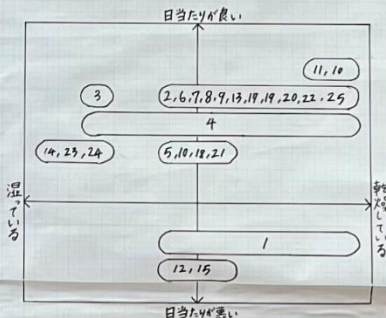 日当たりが良い
11, 10
3
2, 6, 7, 8, 9, 13, 17, 19, 20, 22, 25
4
14, 23, 24
5, 10, 18, 21
湿っている
乾燥している
1
12, 15
日当たりが悪い